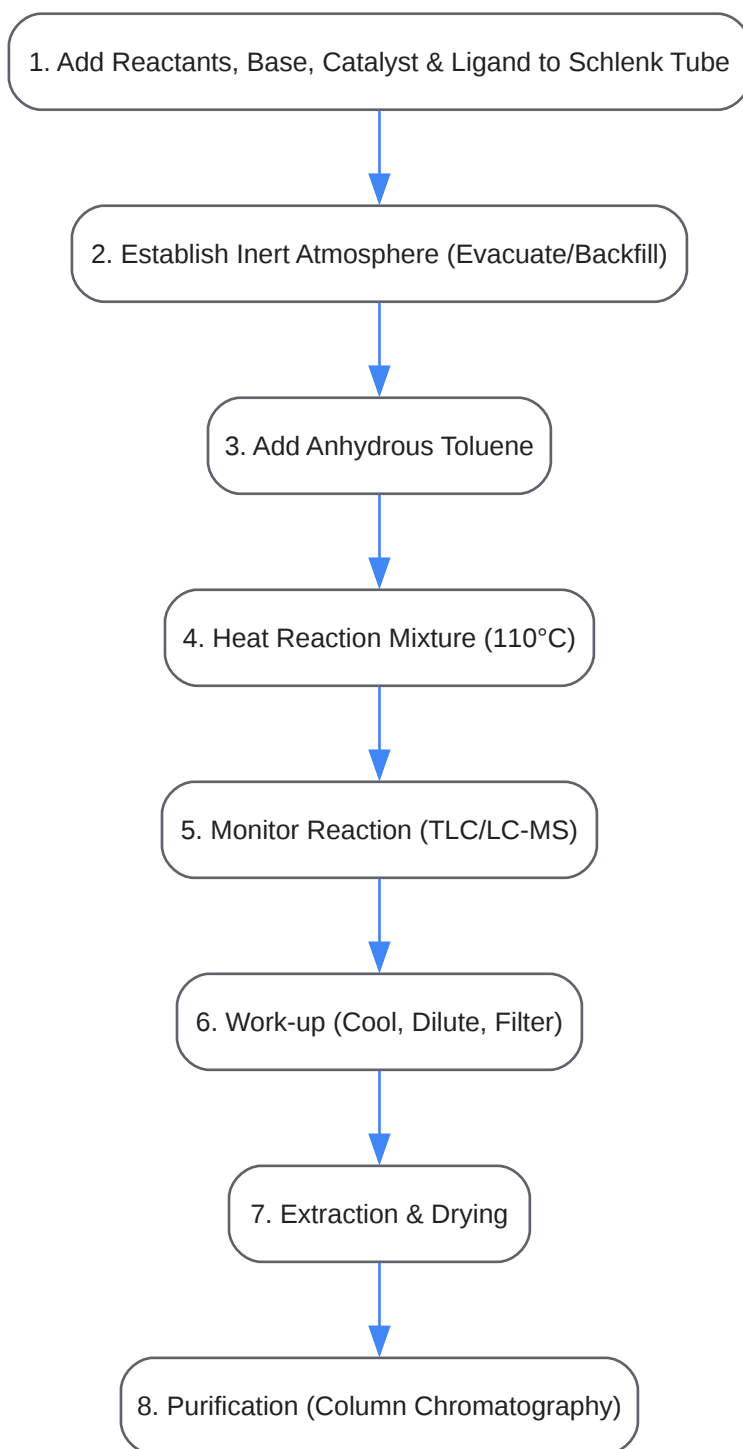 1. Add Reactants, Base, Catalyst & Ligand to Schlenk Tube
2. Establish Inert Atmosphere (Evacuate/Backfill)
3. Add Anhydrous Toluene
4. Heat Reaction Mixture (110°C)
5. Monitor Reaction (TLC/LC-MS)
6. Work-up (Cool, Dilute, Filter)
7. Extraction & Drying
8. Purification (Column Chromatography)